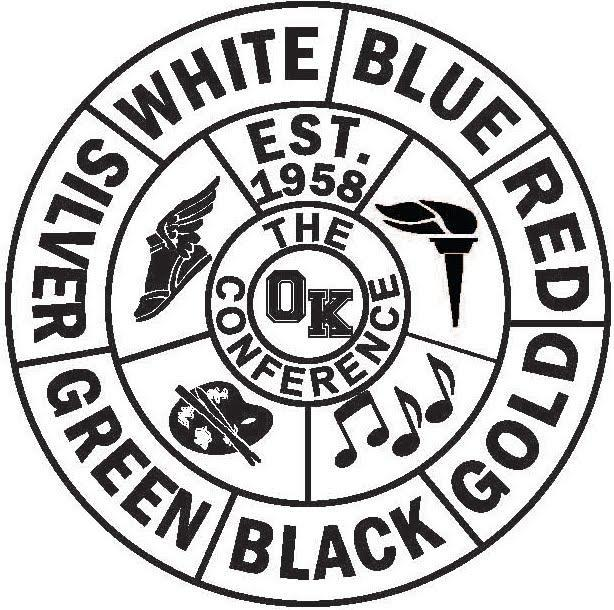 WHITE
BLUE
RED
GOLD
BLACK
GREEN
SILVER
EST.
1958
THE
OK
CONFERENCE